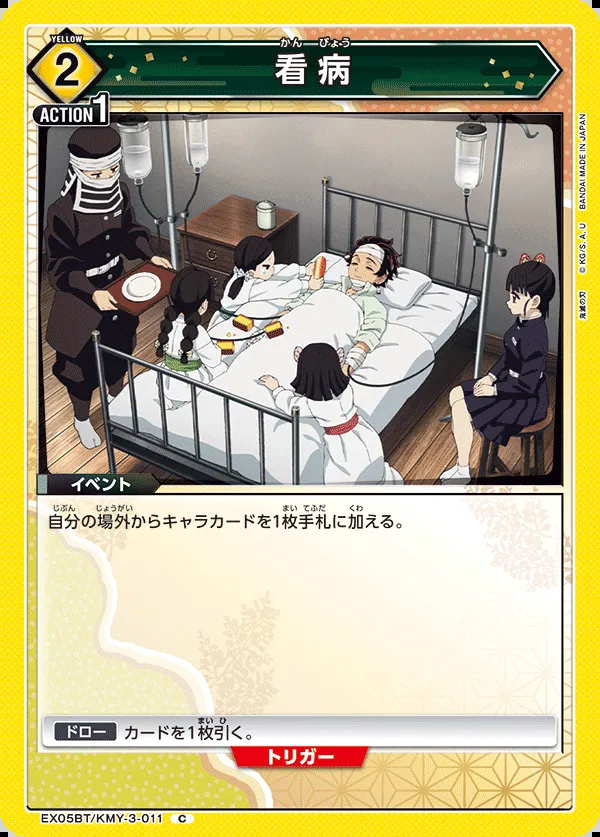 YELLOW
2
かん びょう
看病
ACTION 1
BANDAI MADE IN JAPAN
© KG/S, A, U
鬼滅の刃
イベント
じぶん じょうがい まい てふだ くわ
自分の場外からキャラカードを1枚手札に加える。
まい ひ
ドロー カードを1枚引く。
トリガー
EX05BT/KMY-3-011 C